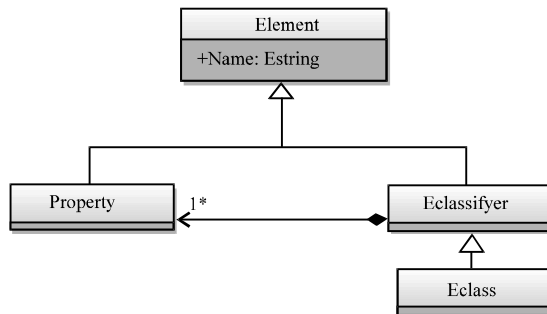 Element
+Name: Estring
Property
1*
Eclassifyer
Eclass